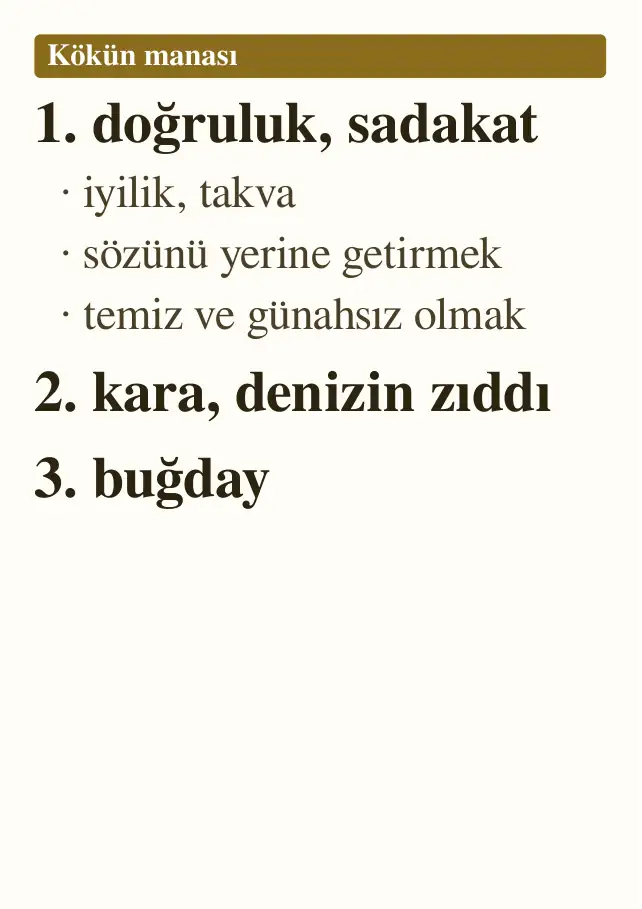 Kökün manası
1. doğruluk, sadakat
· iyilik, takva
· sözünü yerine getirmek
· temiz ve günahsız olmak
2. kara, denizin zıddı
3. buğday